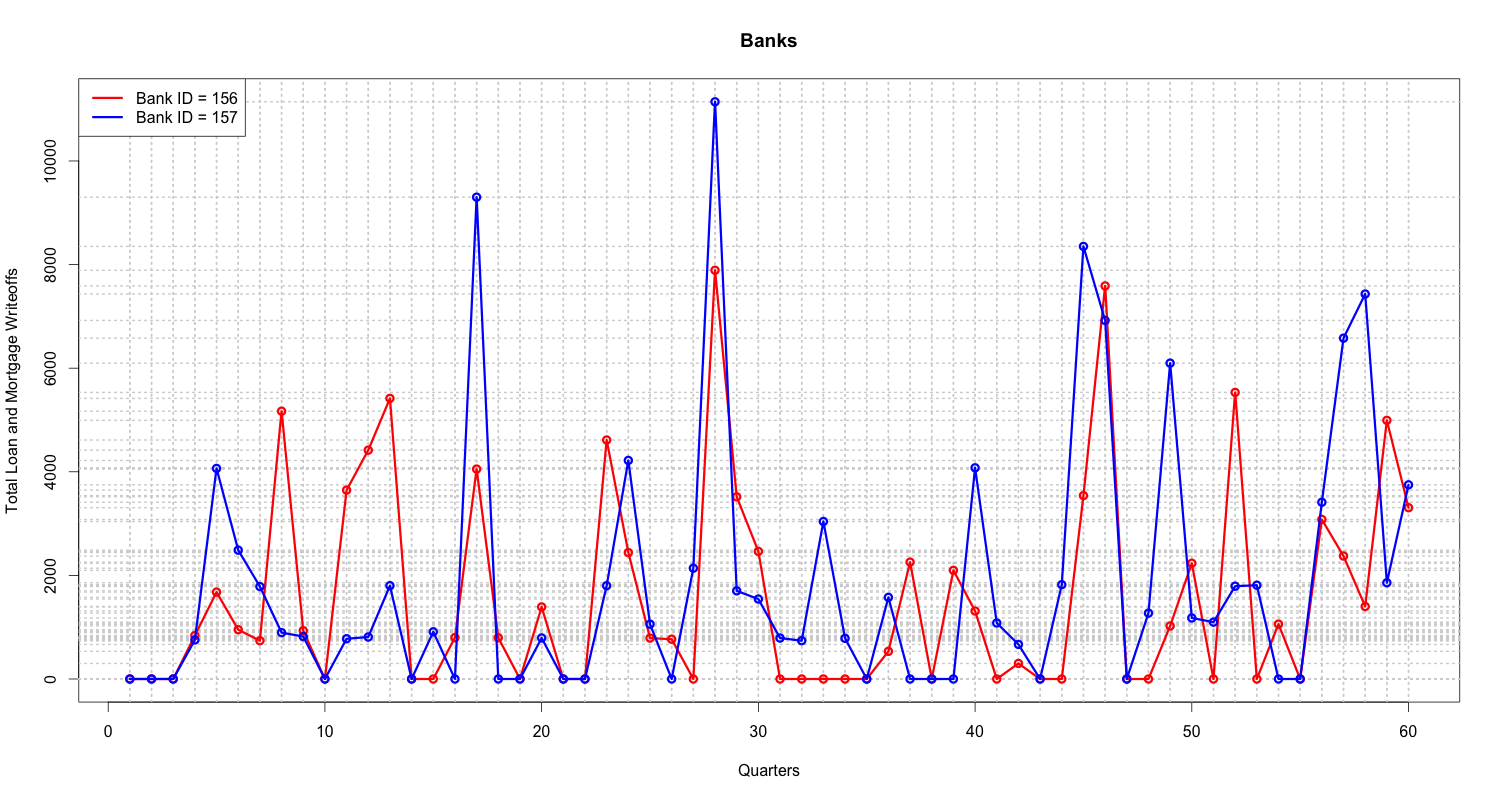 Banks
Bank ID = 156
Bank ID = 157
Total Loan and Mortgage Writeoffs
10000
8000
6000
4000
2000
0
0 10 20 30 40 50 60
Quarters